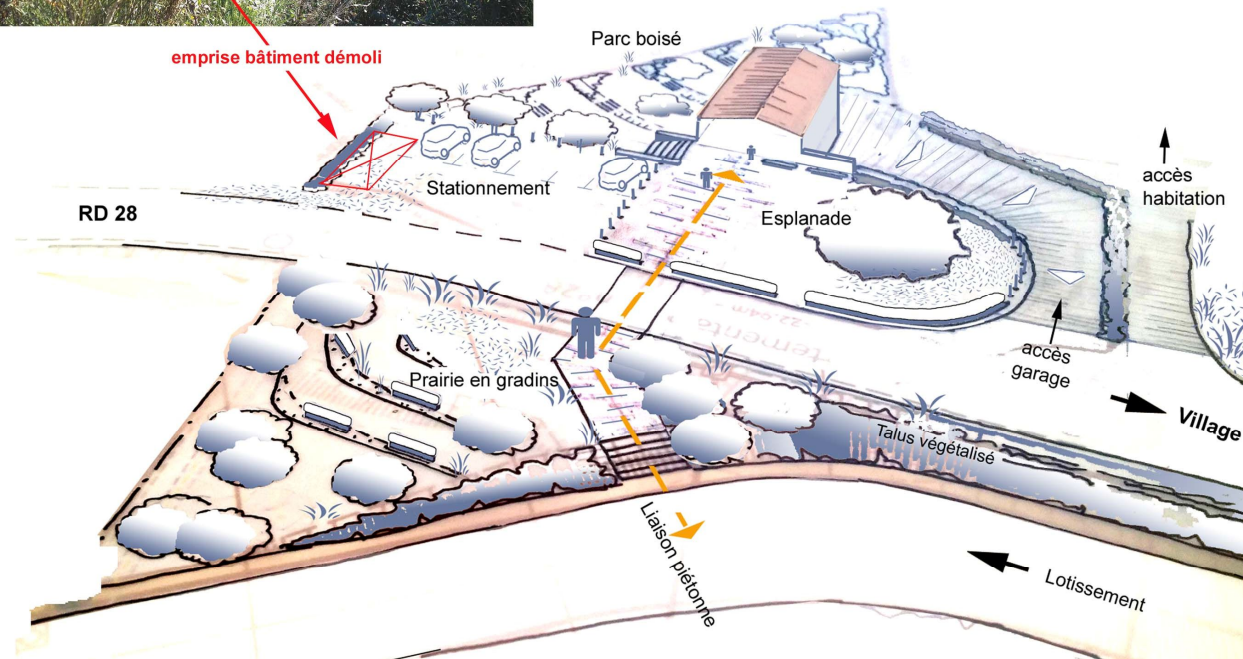 Parc boisé
emprise bâtiment démoli
accès
habitation
Stationnement
RD 28
Esplanade
accès
garage
Prairie en gradins
Village
Talus végétalisé
Liaison piétonne
Lotissement